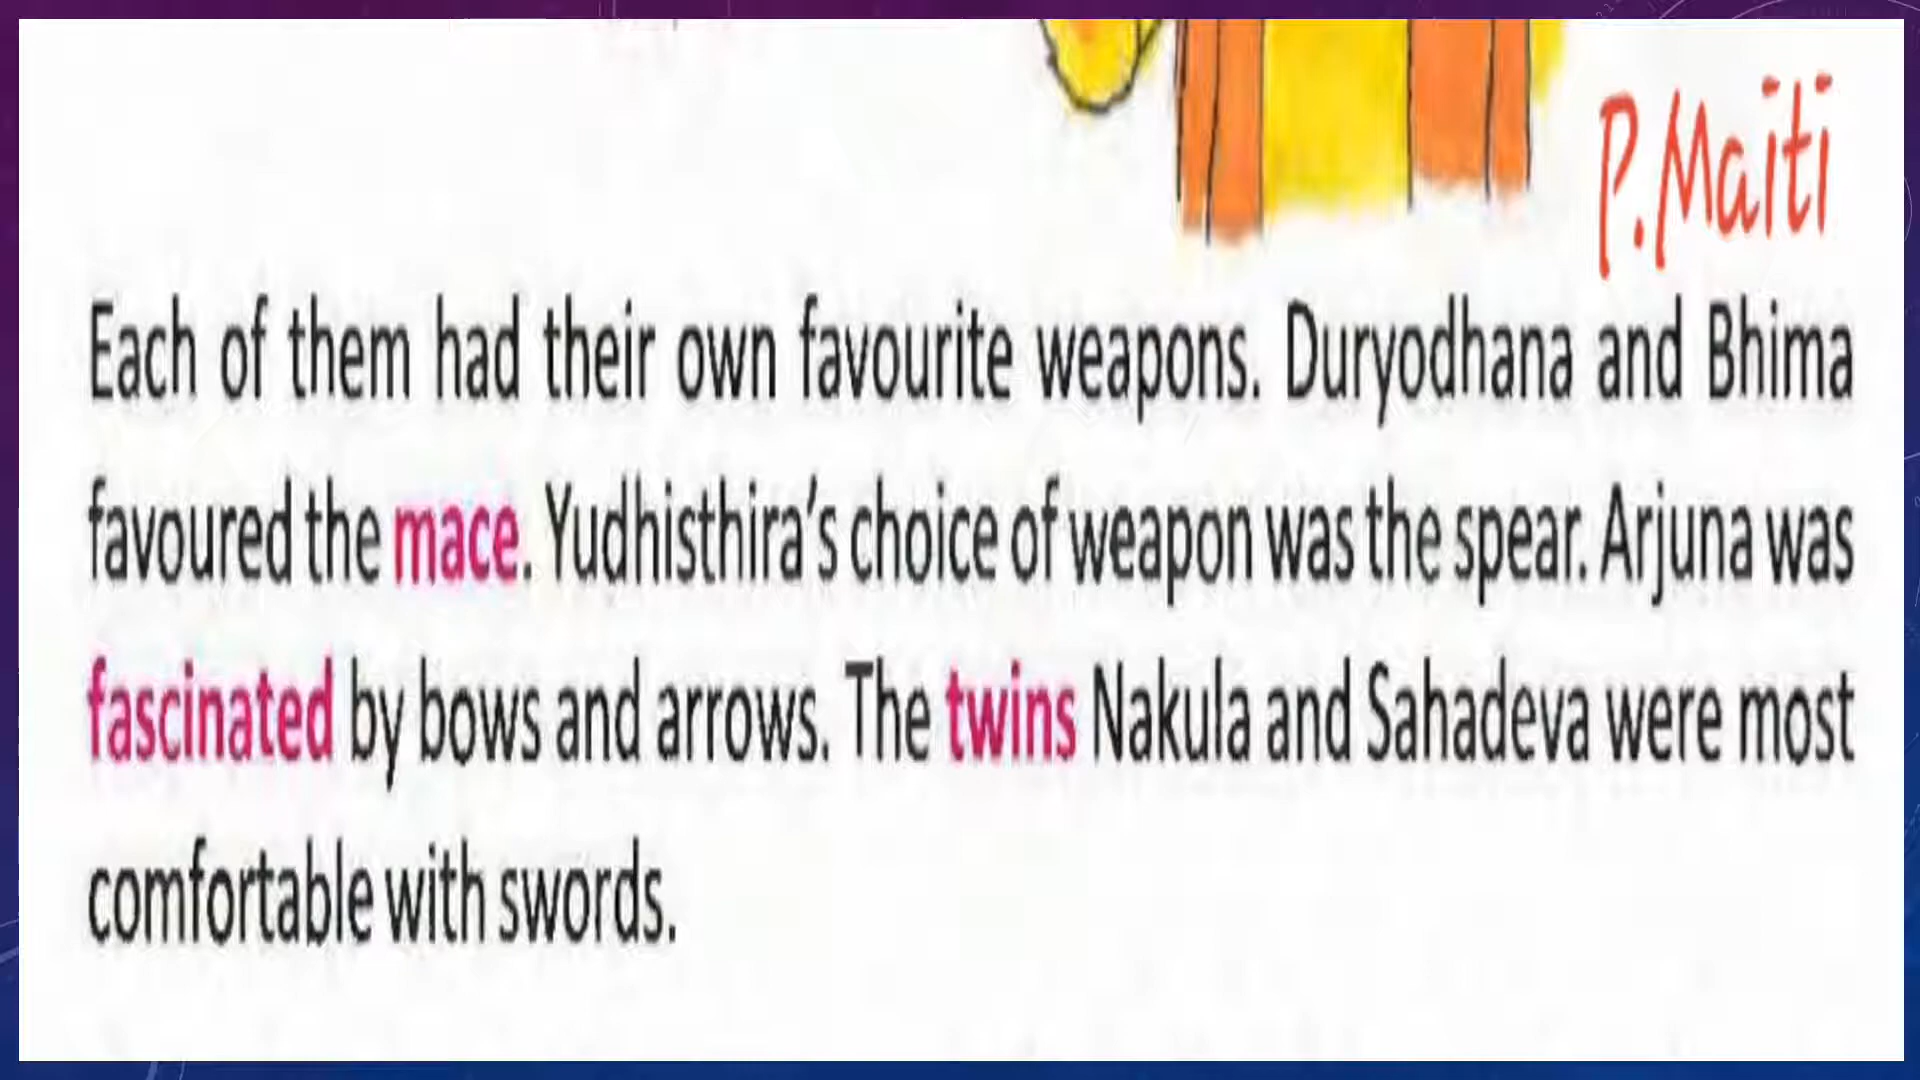 P.Maiti
Each of them had their own favourite weapons. Duryodhana and Bhima
favoured the mace. Yudhisthira's choice of weapon was the spear. Arjuna was
fascinated by bows and arrows. The twins Nakula and Sahadeva were most
comfortable with swords.